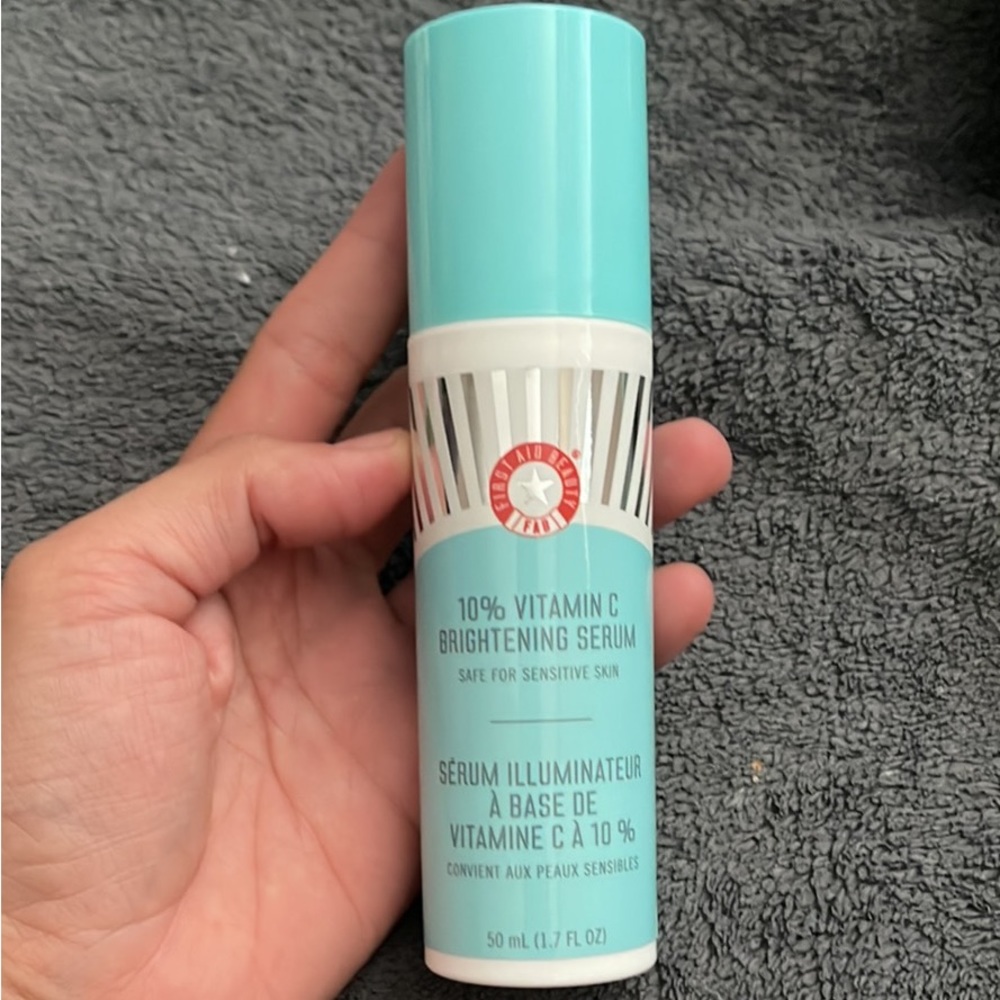 FIRST AID BEAUTY
®
FAB
10% VITAMIN C
BRIGHTENING SERUM
SAFE FOR SENSITIVE SKIN
SÉRUM ILLUMINATEUR
À BASE DE
VITAMINE C À 10 %
CONVIENT AUX PEAUX SENSIBLES
50 mL (1.7 FL OZ)